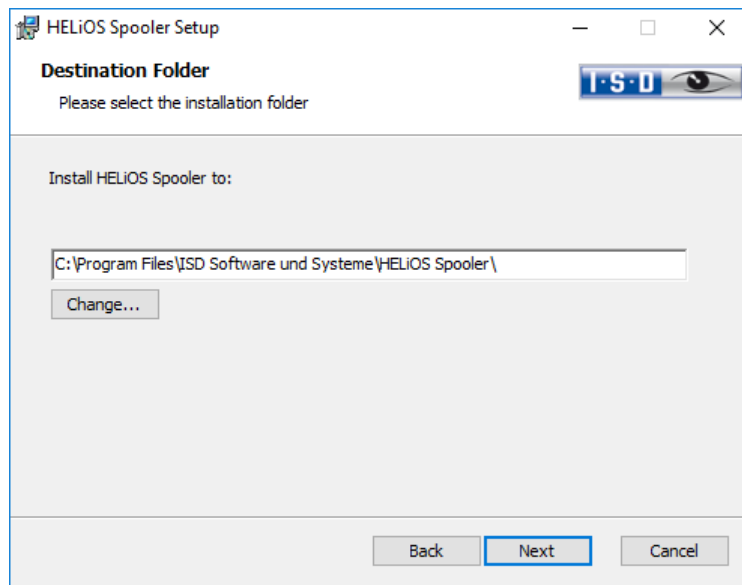 HELiOS Spooler Setup
Destination Folder
Please select the installation folder
I·S·D
Install HELiOS Spooler to:
C:\Program Files\ISD Software und Systeme\HELiOS Spooler\
Change...
Back Next Cancel